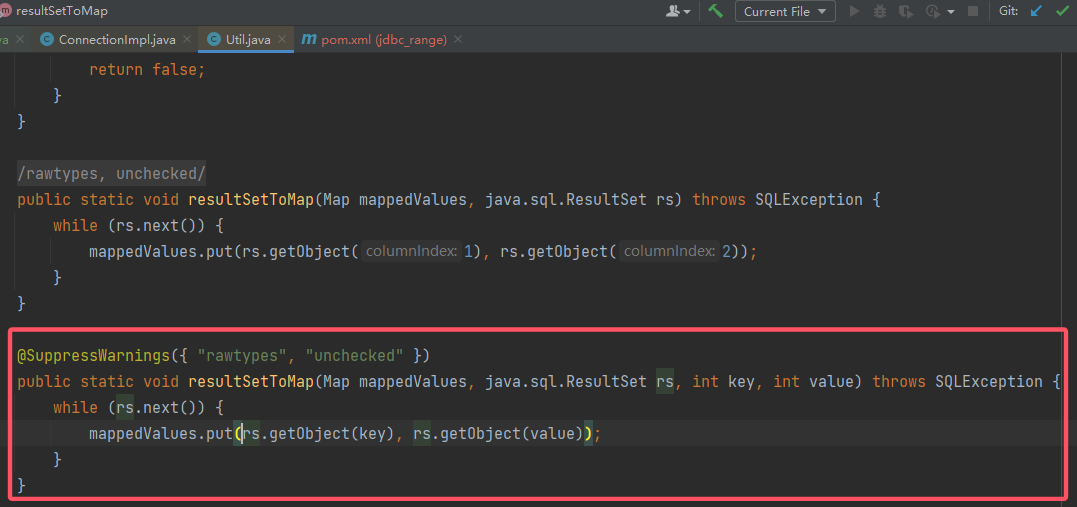 resultSetToMap
Current File
Git:
va
ConnectionImpl.java
Util.java
pom.xml (jdbc_range)
return false;
}
}
/rawtypes, unchecked/
public static void resultSetToMap(Map mappedValues, java.sql.ResultSet rs) throws SQLException {
while (rs.next()) {
mappedValues.put(rs.getObject( columnIndex: 1), rs.getObject( columnIndex: 2));
}
}
@SuppressWarnings({ "rawtypes", "unchecked" })
public static void resultSetToMap(Map mappedValues, java.sql.ResultSet rs, int key, int value) throws SQLException {
while (rs.next()) {
mappedValues.put(rs.getObject(key), rs.getObject(value));
}
}